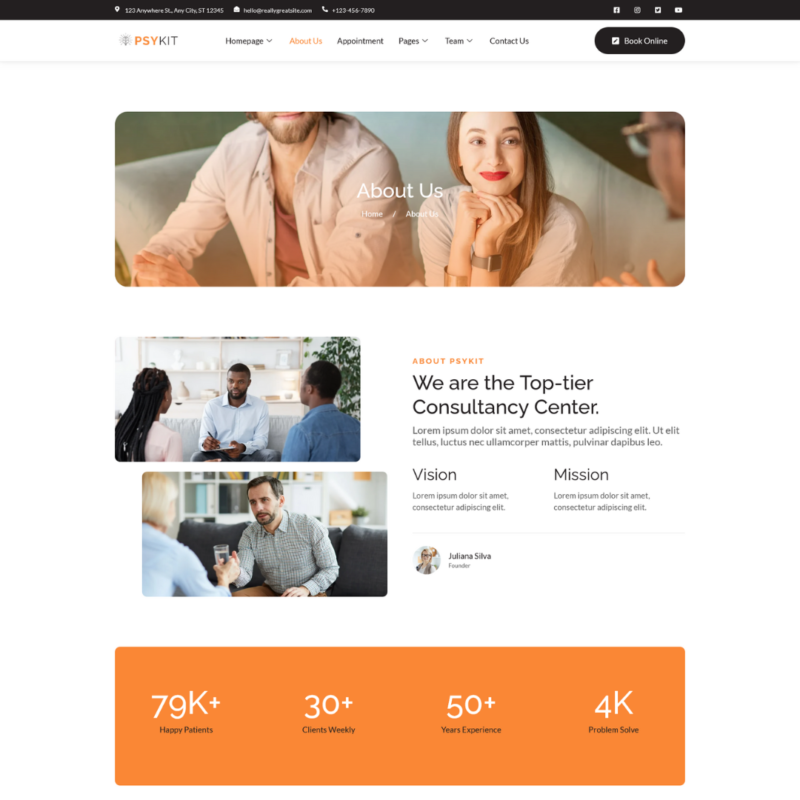 123 Anywhere St., Any City, ST 12345 hello@reallygreatsite.com +123-456-7890
PSYKIT Homepage About Us Appointment Pages Team Contact Us Book Online
About Us
Home / About Us
ABOUT PSYKIT
We are the Top-tier
Consultancy Center.
Lorem ipsum dolor sit amet, consectetur adipiscing elit. Ut elit
tellus, luctus nec ullamcorper mattis, pulvinar dapibus leo.
Vision
Lorem ipsum dolor sit amet,
consectetur adipiscing elit.
Mission
Lorem ipsum dolor sit amet,
consectetur adipiscing elit.
Juliana Silva
Founder
79K+ 30+ 50+ 4K
Happy Patients Clients Weekly Years Experience Problem Solve